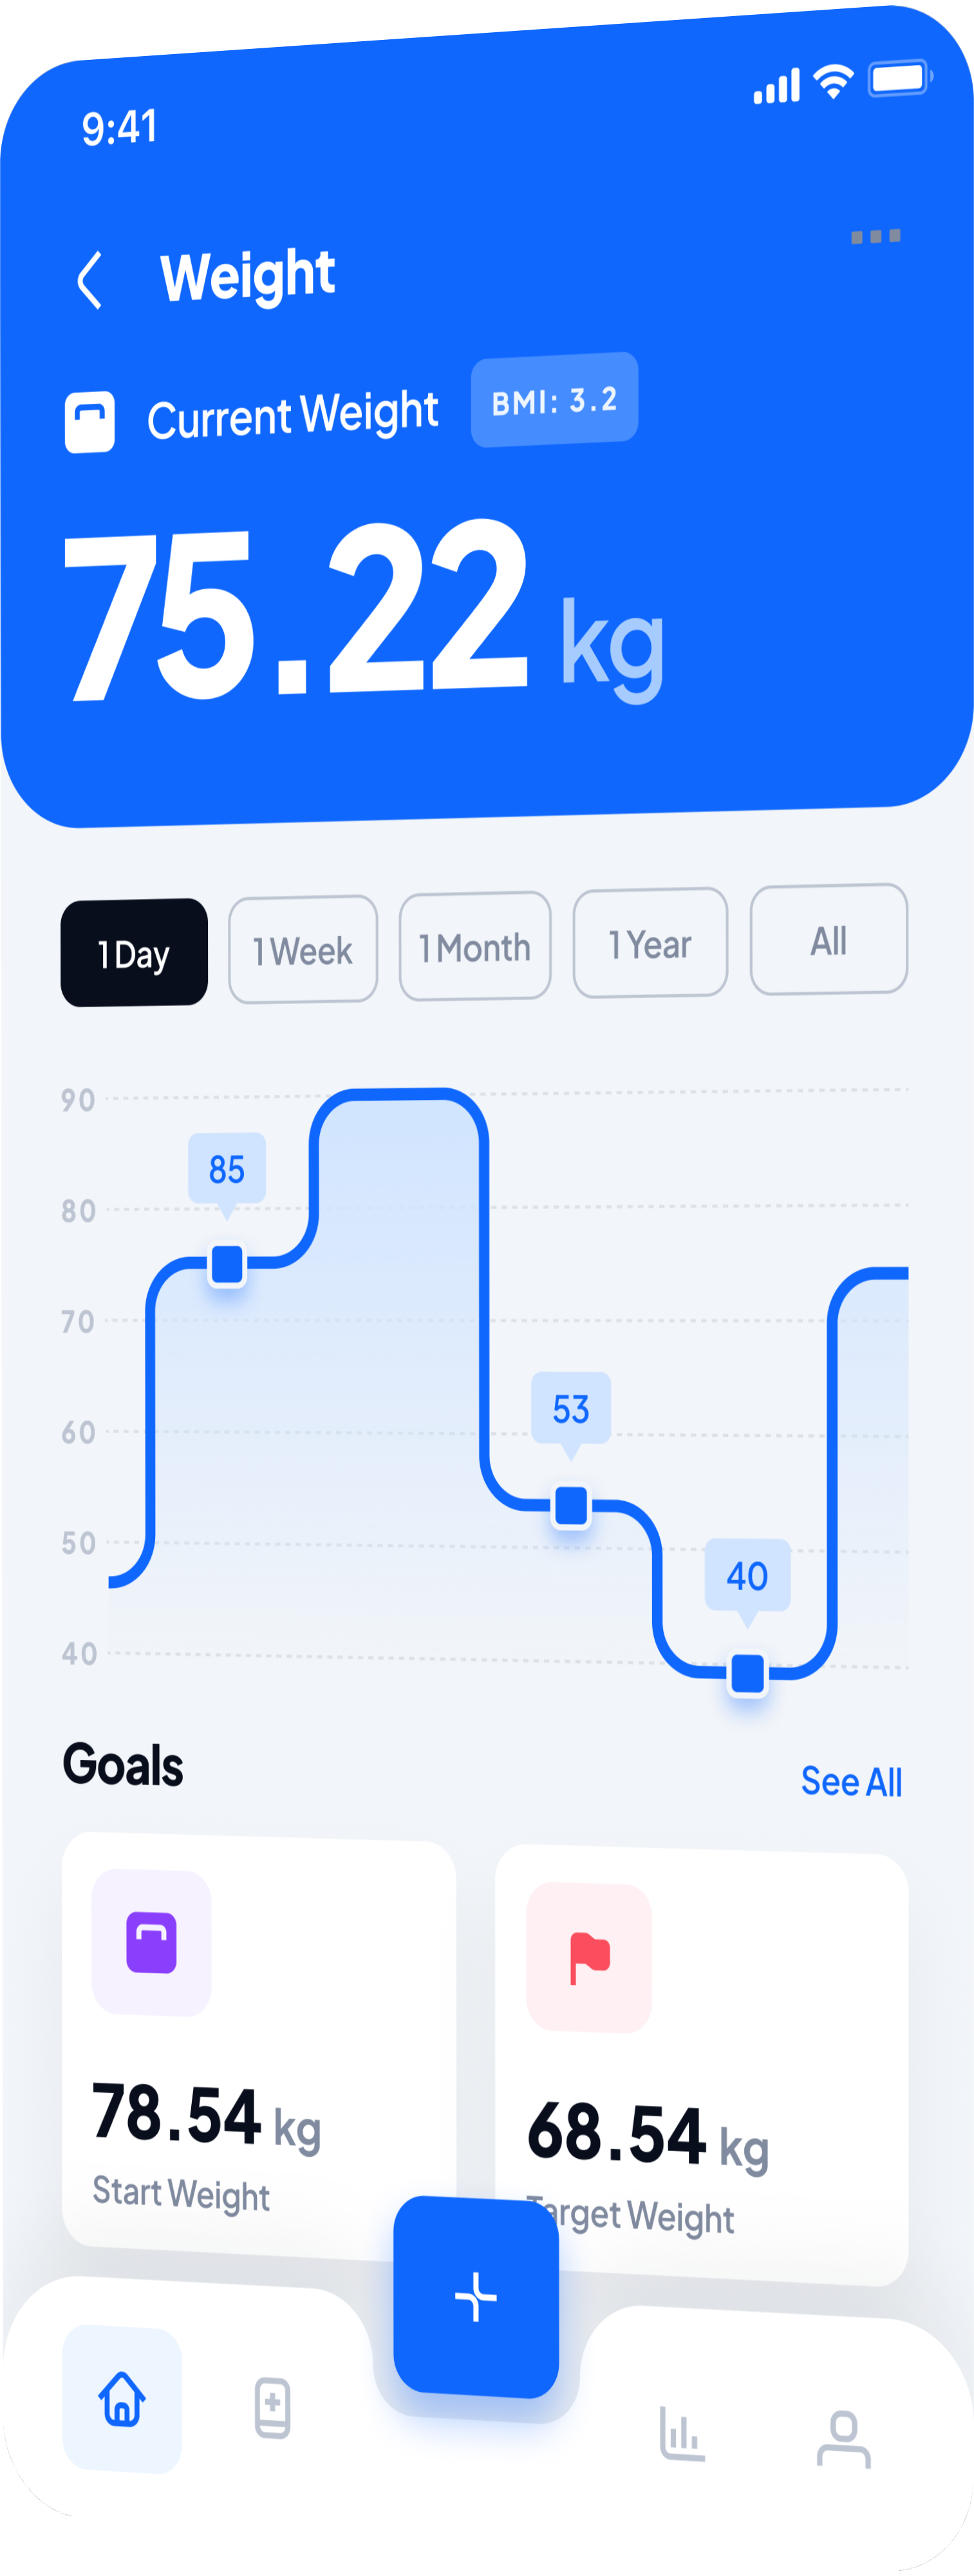 9:41
Weight
Current Weight
BMI: 3.2
75.22 kg
1 Day
1 Week
1 Month
1 Year
All
90
85
80
70
60
53
50
40
40
Goals
See All
78.54 kg
Start Weight
68.54 kg
Target Weight